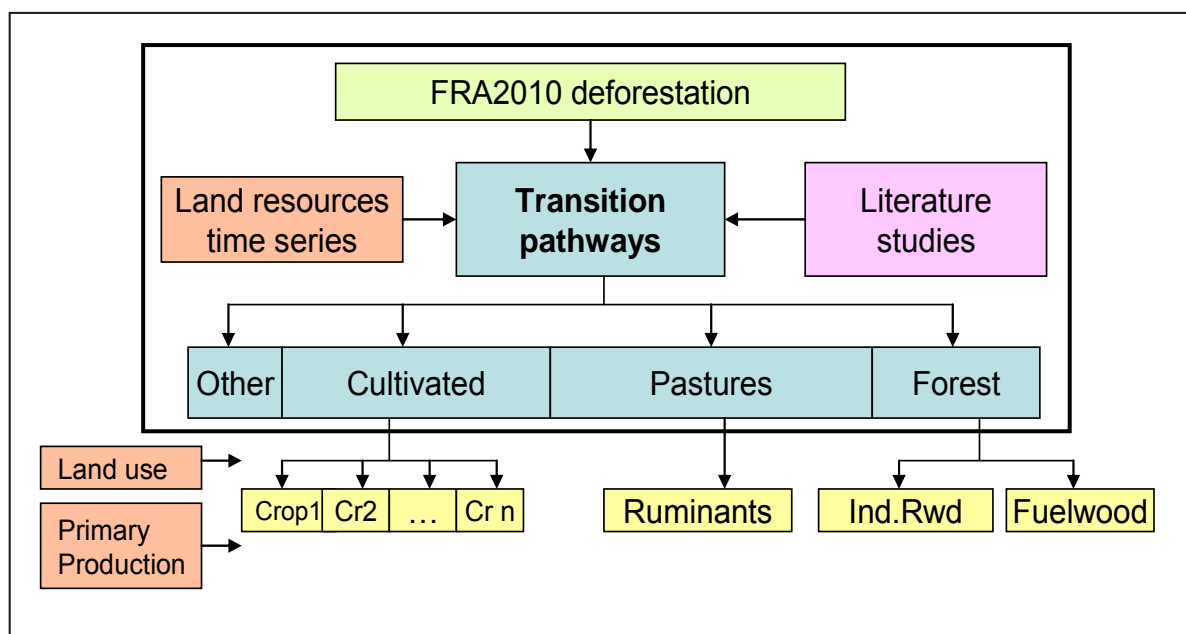 FRA2010 deforestation
Land resources
time series
Transition
pathways
Literature
studies
Other
Cultivated
Pastures
Forest
Land use
Primary
Production
Crop1
Cr2
...
Cr n
Ruminants
Ind.Rwd
Fuelwood